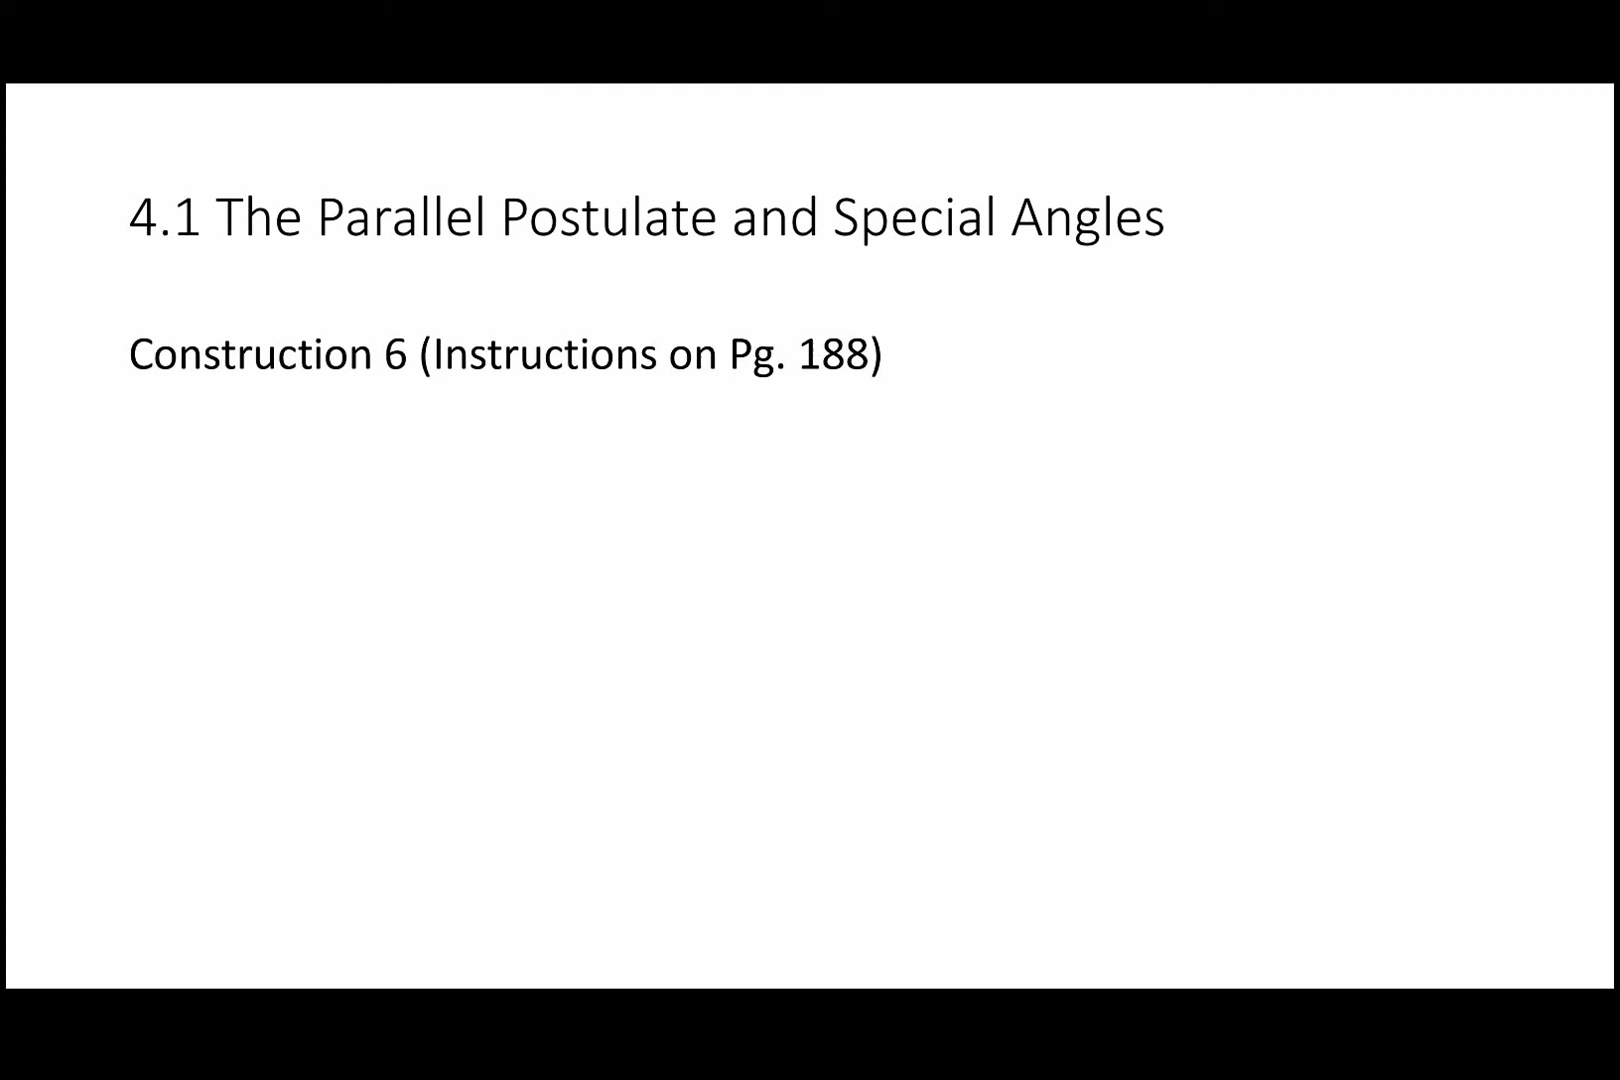 4.1 The Parallel Postulate and Special Angles
Construction 6 (Instructions on Pg. 188)